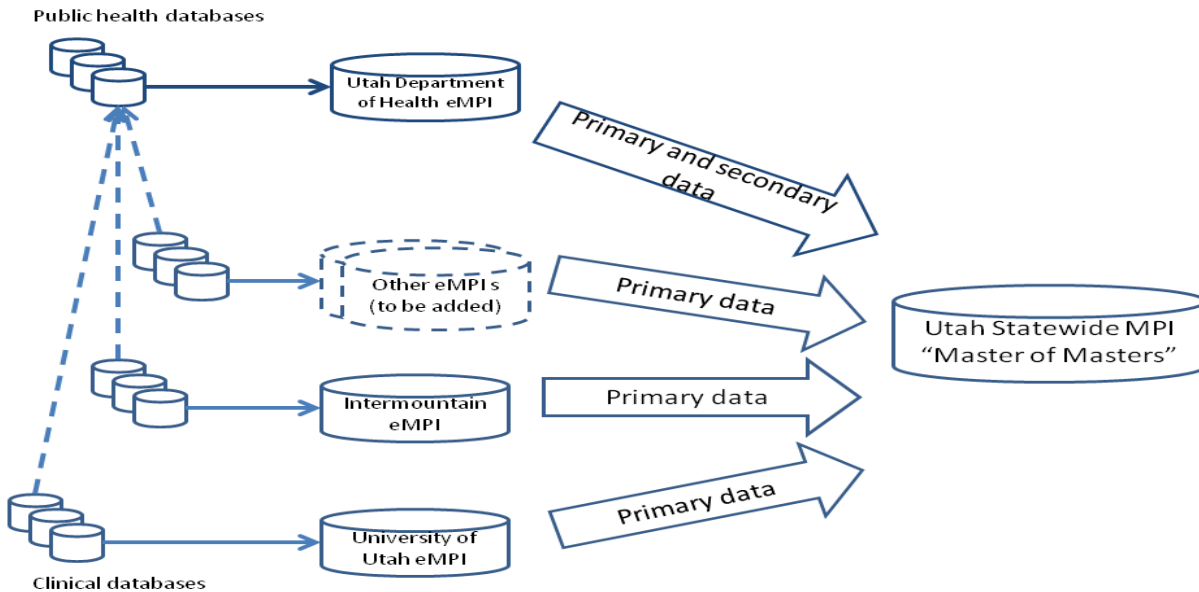 Public health databases
Utah Department
of Health eMPI
Primary and secondary
data
Other eMPI s
(to be added)
Primary data
Utah Statewide MPI
“Master of Masters”
Intermountain
eMPI
Primary data
University of
Utah eMPI
Primary data
Clinical databases